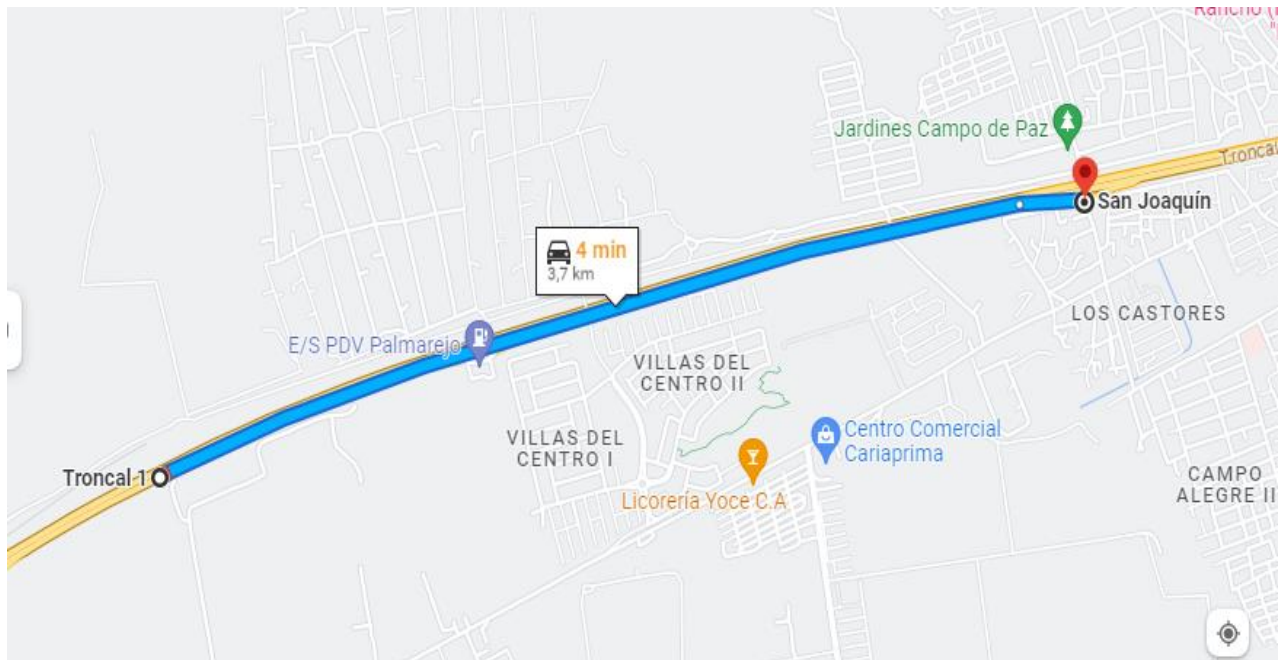 Rancho
Jardines Campo de Paz
Troncal
San Joaquín
4 min
3,7 km
LOS CASTORES
E/S PDV Palmarejo
VILLAS DEL
CENTRO II
VILLAS DEL
CENTRO I
Centro Comercial
Cariaprima
Troncal 1
CAMPO
ALEGRE II
Licorería Yoce C.A